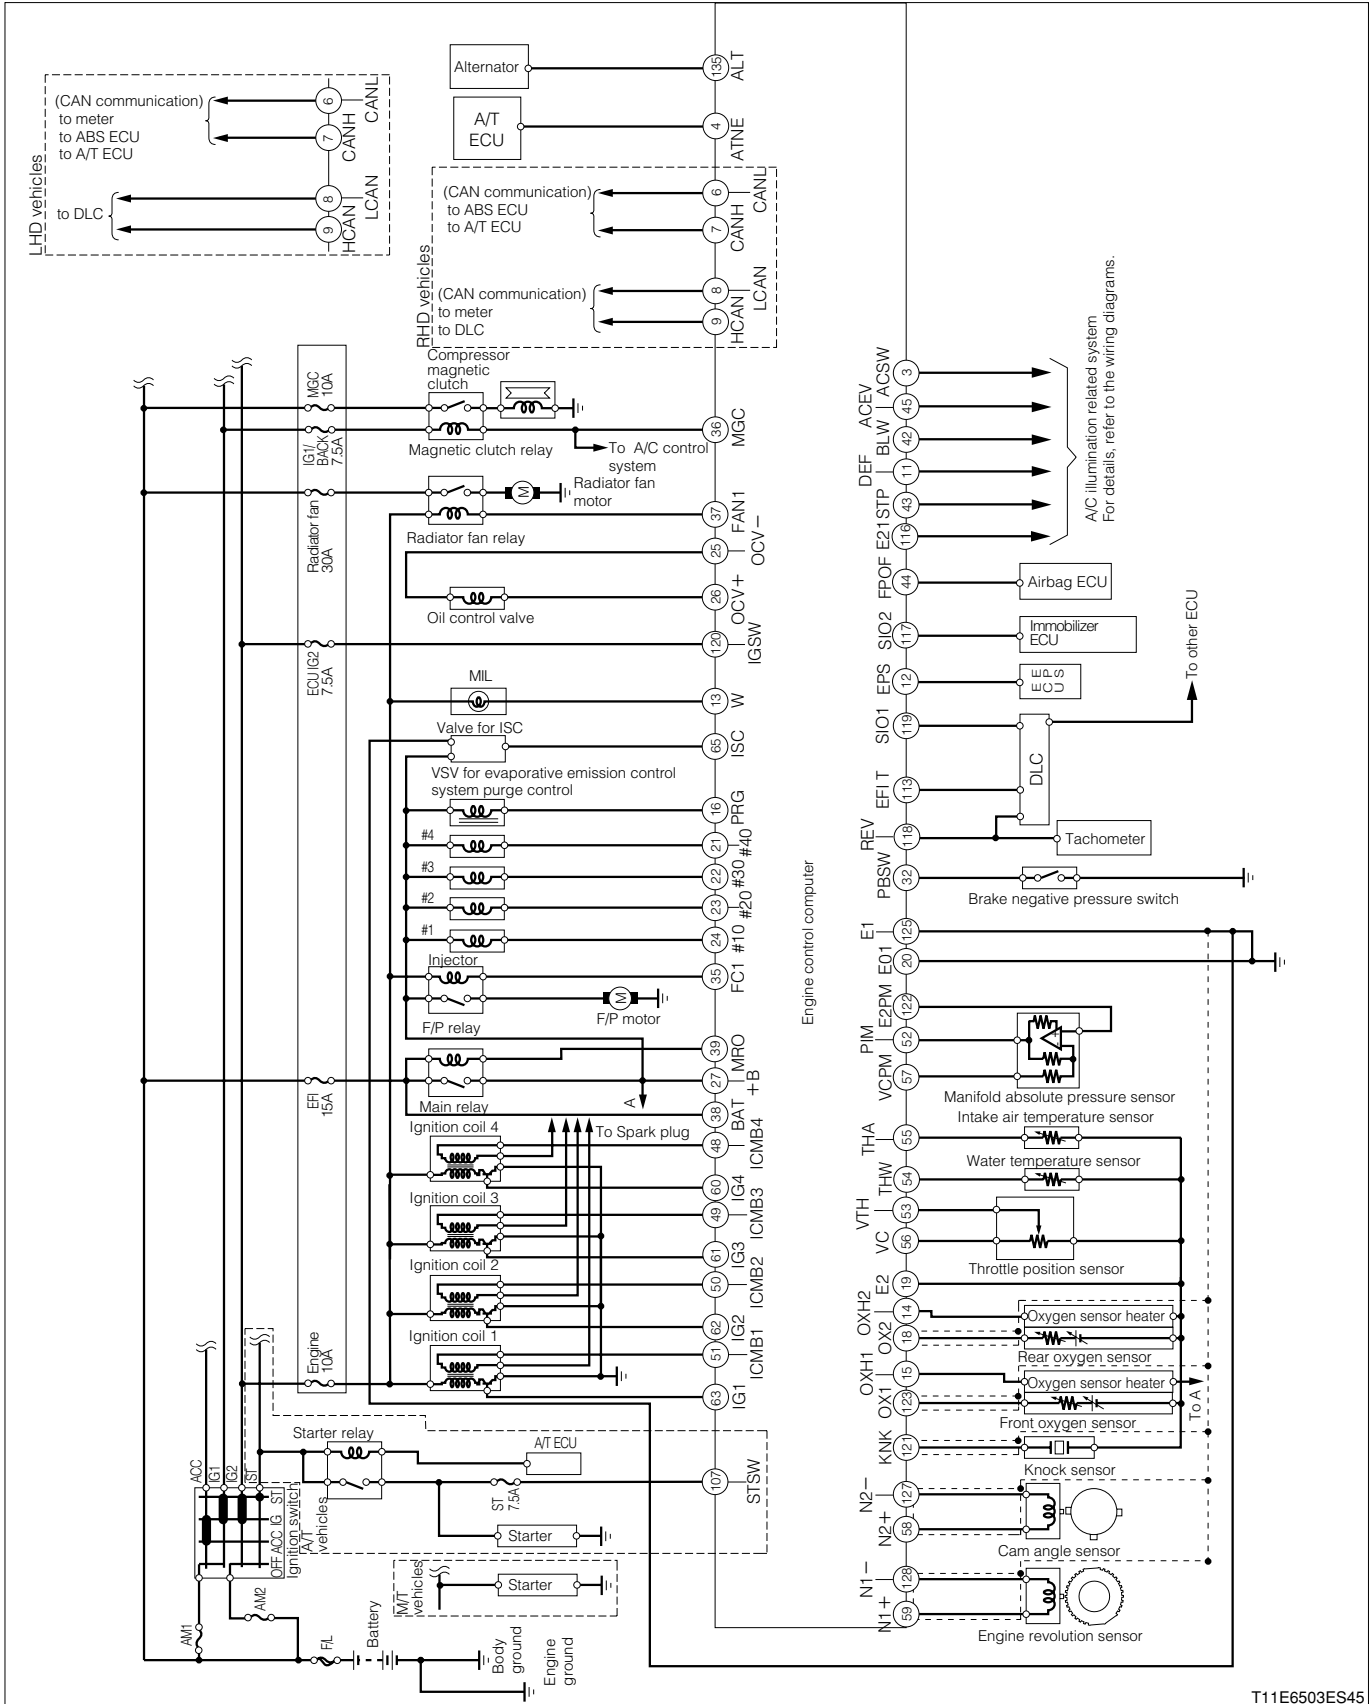 LHD vehicles
(CAN communication)
to meter
to ABS ECU
to A/T ECU
6
CANL
7
CANH
to DLC
8
LCAN
9
HCAN
Alternator
135
ALT
A/T
ECU
4
ATNE
RHD vehicles
(CAN communication)
to ABS ECU
to A/T ECU
6
CANL
7
CANH
(CAN communication)
to meter
to DLC
8
LCAN
9
HCAN
MGC
10A
Compressor
magnetic
clutch
IG1/
BACK
7.5A
Magnetic clutch relay
To A/C control
system
36
MGC
Radiator fan
30A
M
Radiator fan
motor
Radiator fan relay
37
FAN1
25
OCV-
Oil control valve
26
OCV+
ECU IG2
7.5A
120
IGSW
MIL
13
W
Valve for ISC
65
ISC
VSV for evaporative emission control
system purge control
16
PRG
#4
21
#40
#3
22
#30
#2
23
#20
#1
24
#10
Injector
35
FC1
M
F/P motor
F/P relay
39
MRO
EFI
15A
27
+B
Main relay
A
38
BAT
Ignition coil 4
To Spark plug
48
ICMB4
60
IG4
Ignition coil 3
49
ICMB3
61
IG3
Ignition coil 2
50
ICMB2
62
IG2
Ignition coil 1
51
ICMB1
Engine
10A
63
IG1
Starter relay
A/T ECU
ST
7.5A
107
STSW
Starter
A/T
vehicles
ACC
IG1
IG2
ST
OFF ACC IG ST
Ignition switch
M/T
vehicles
Starter
AM1
AM2
F/L
Battery
Body
ground
Engine
ground
Engine control computer
3
ACSW
45
ACEV
42
BLW
11
DEF
43
STP
116
E21
A/C illumination related system
For details, refer to the wiring diagrams.
44
FPOF
Airbag ECU
117
SIO2
Immobilizer
ECU
12
EPS
EPS
ECU
To other ECU
119
SIO1
DLC
113
EFI T
118
REV
Tachometer
32
PBSW
Brake negative pressure switch
125
E1
20
E01
122
E2PM
52
PIM
57
VCPM
Manifold absolute pressure sensor
Intake air temperature sensor
55
THA
Water temperature sensor
54
THW
53
VTH
56
VC
Throttle position sensor
19
E2
14
OXH2
Oxygen sensor heater
18
OX2
Rear oxygen sensor
15
OXH1
Oxygen sensor heater
To A
123
OX1
Front oxygen sensor
121
KNK
Knock sensor
127
N2-
58
N2+
Cam angle sensor
128
N1-
59
N1+
Engine revolution sensor
T11E6503ES45